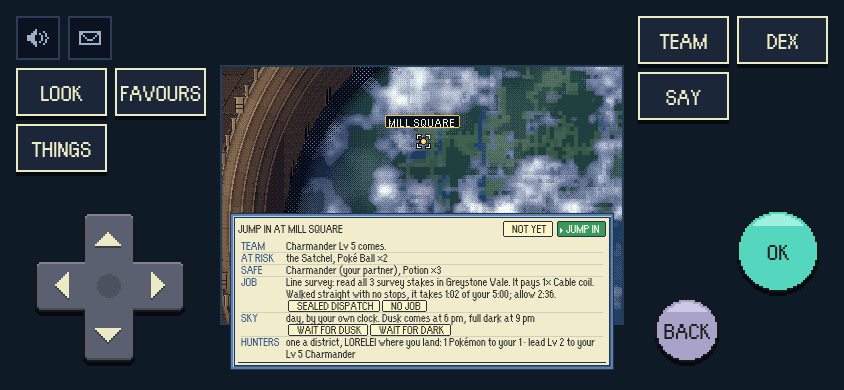 TEAM
DEX
LOOK
FAVOURS
SAY
THINGS
MILL SQUARE
JUMP IN AT MILL SQUARE
NOT YET
JUMP IN
TEAM Charmander Lv 5 comes.
AT RISK the Satchel, Poké Ball ×2
SAFE Charmander (your partner), Potion ×3
JOB Line survey: read all 3 survey stakes in Greystone Vale. It pays 1× Cable coil.
Walked straight with no stops, it takes 1:02 of your 5:00; allow 2:36.
SEALED DISPATCH
NO JOB
SKY day, by your own clock. Dusk comes at 6 pm, full dark at 9 pm
WAIT FOR DUSK
WAIT FOR DARK
HUNTERS one a district, LORELEI where you land: 1 Pokémon to your 1 · lead Lv 2 to your
Lv 5 Charmander
OK
BACK